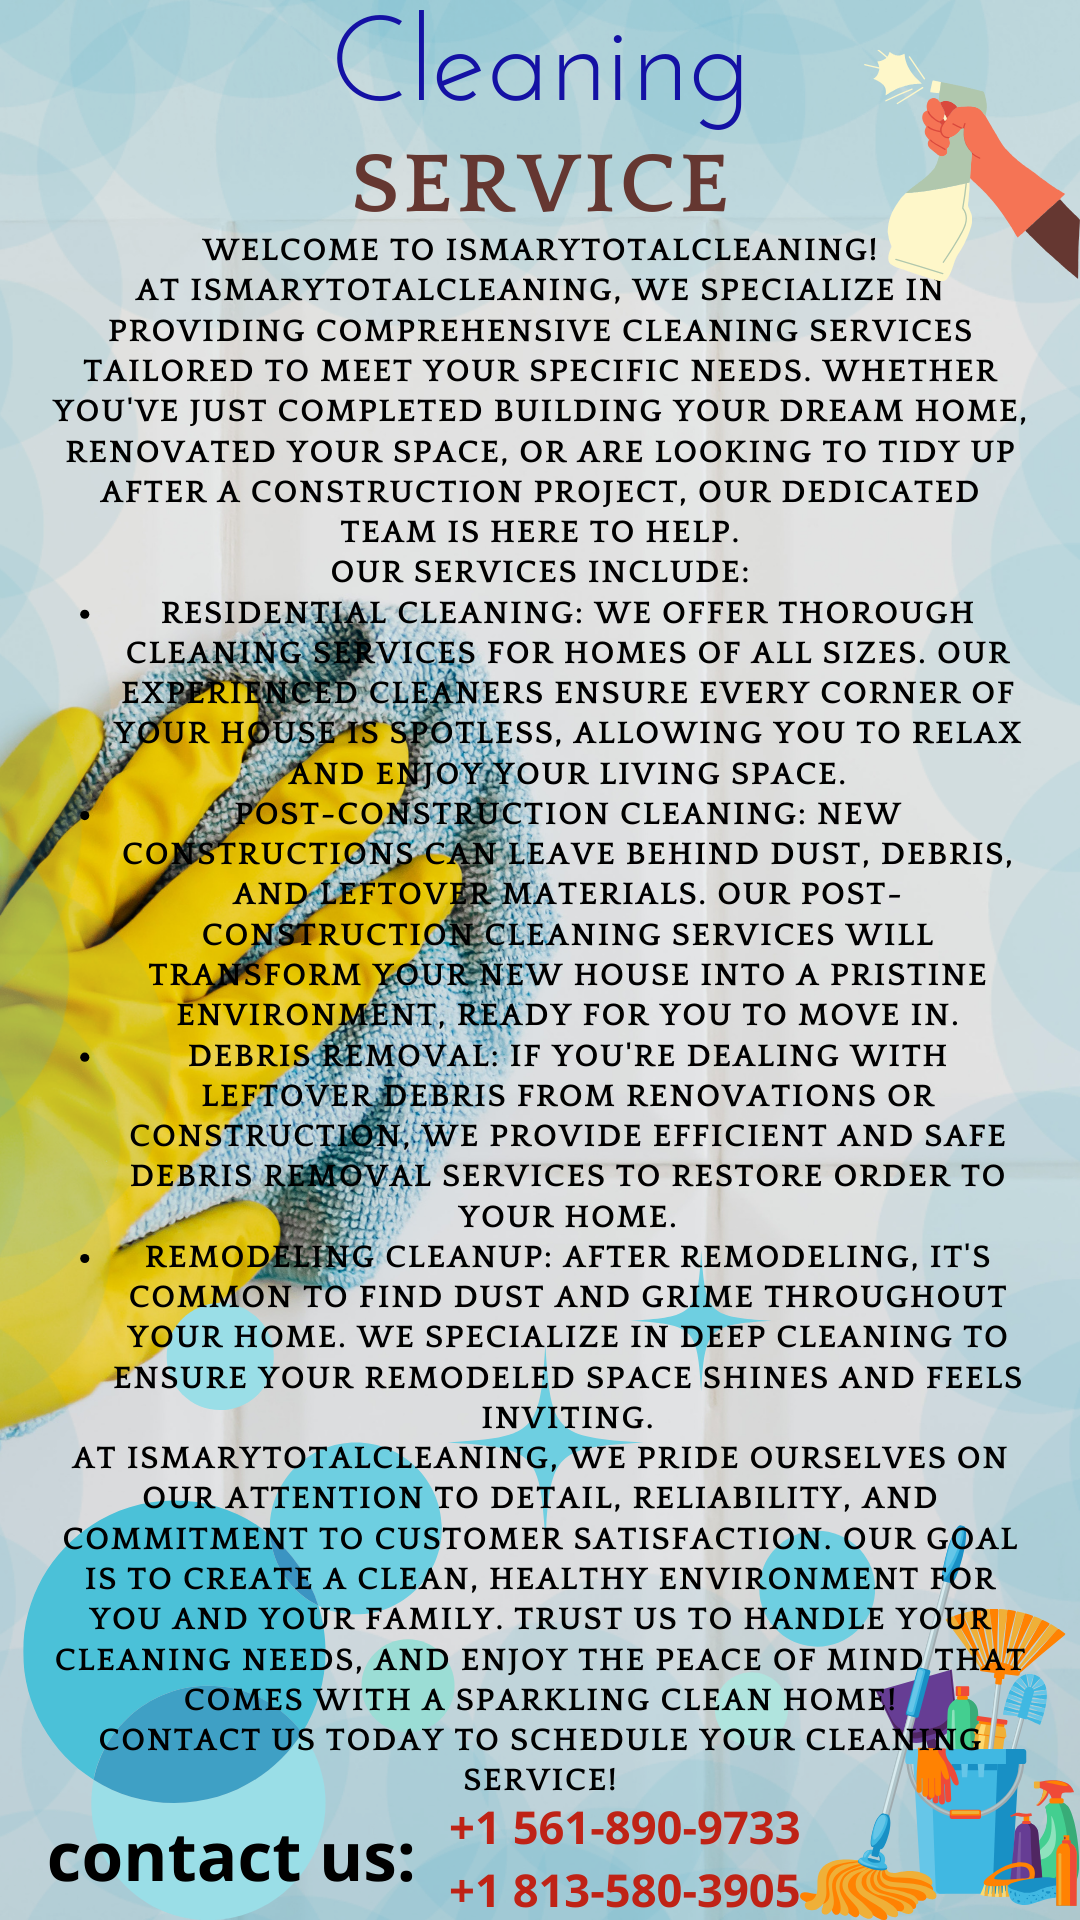 Cleaning
SERVICE
WELCOME TO ISMARYTOTALCLEANING!
AT ISMARYTOTALCLEANING, WE SPECIALIZE IN
PROVIDING COMPREHENSIVE CLEANING SERVICES
TAILORED TO MEET YOUR SPECIFIC NEEDS. WHETHER
YOU'VE JUST COMPLETED BUILDING YOUR DREAM HOME,
RENOVATED YOUR SPACE, OR ARE LOOKING TO TIDY UP
AFTER A CONSTRUCTION PROJECT, OUR DEDICATED
TEAM IS HERE TO HELP.
OUR SERVICES INCLUDE:
• RESIDENTIAL CLEANING: WE OFFER THOROUGH
CLEANING SERVICES FOR HOMES OF ALL SIZES. OUR
EXPERIENCED CLEANERS ENSURE EVERY CORNER OF
YOUR HOUSE IS SPOTLESS, ALLOWING YOU TO RELAX
AND ENJOY YOUR LIVING SPACE.
• POST-CONSTRUCTION CLEANING: NEW
CONSTRUCTIONS CAN LEAVE BEHIND DUST, DEBRIS,
AND LEFTOVER MATERIALS. OUR POST-
CONSTRUCTION CLEANING SERVICES WILL
TRANSFORM YOUR NEW HOUSE INTO A PRISTINE
ENVIRONMENT, READY FOR YOU TO MOVE IN.
• DEBRIS REMOVAL: IF YOU'RE DEALING WITH
LEFTOVER DEBRIS FROM RENOVATIONS OR
CONSTRUCTION, WE PROVIDE EFFICIENT AND SAFE
DEBRIS REMOVAL SERVICES TO RESTORE ORDER TO
YOUR HOME.
• REMODELING CLEANUP: AFTER REMODELING, IT'S
COMMON TO FIND DUST AND GRIME THROUGHOUT
YOUR HOME. WE SPECIALIZE IN DEEP CLEANING TO
ENSURE YOUR REMODELED SPACE SHINES AND FEELS
INVITING.
AT ISMARYTOTALCLEANING, WE PRIDE OURSELVES ON
OUR ATTENTION TO DETAIL, RELIABILITY, AND
COMMITMENT TO CUSTOMER SATISFACTION. OUR GOAL
IS TO CREATE A CLEAN, HEALTHY ENVIRONMENT FOR
YOU AND YOUR FAMILY. TRUST US TO HANDLE YOUR
CLEANING NEEDS, AND ENJOY THE PEACE OF MIND THAT
COMES WITH A SPARKLING CLEAN HOME!
CONTACT US TODAY TO SCHEDULE YOUR CLEANING
SERVICE!
contact us:
+1 561-890-9733
+1 813-580-3905